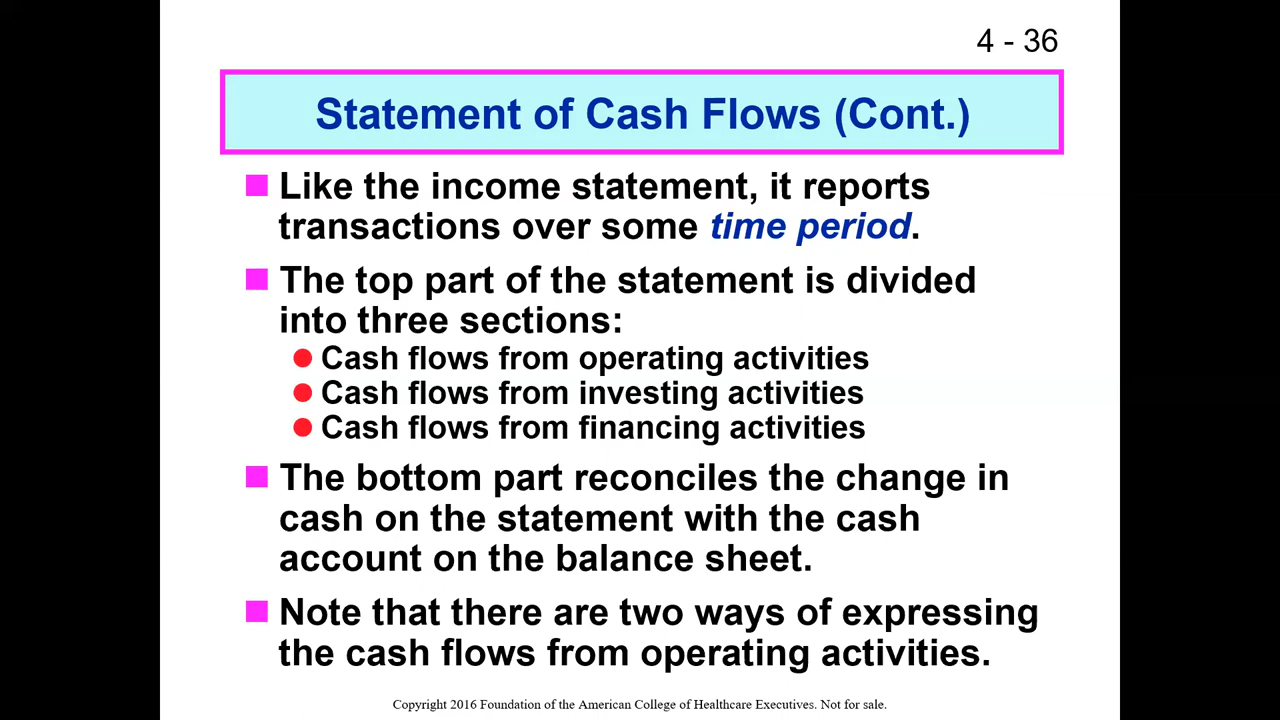 4 - 36
Statement of Cash Flows (Cont.)
Like the income statement, it reports
transactions over some time period.
The top part of the statement is divided
into three sections:
Cash flows from operating activities
Cash flows from investing activities
Cash flows from financing activities
The bottom part reconciles the change in
cash on the statement with the cash
account on the balance sheet.
Note that there are two ways of expressing
the cash flows from operating activities.
Copyright 2016 Foundation of the American College of Healthcare Executives. Not for sale.